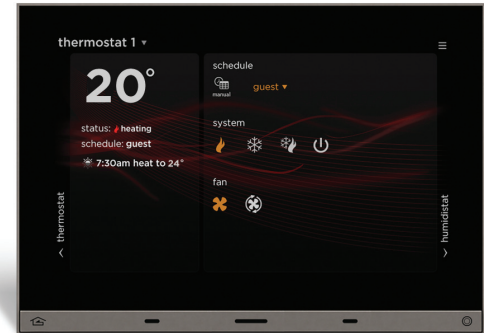 thermostat 1
20°
status: heating
schedule: guest
7:30am heat to 24°
thermostat
schedule
manual
guest
system
fan
humidistat